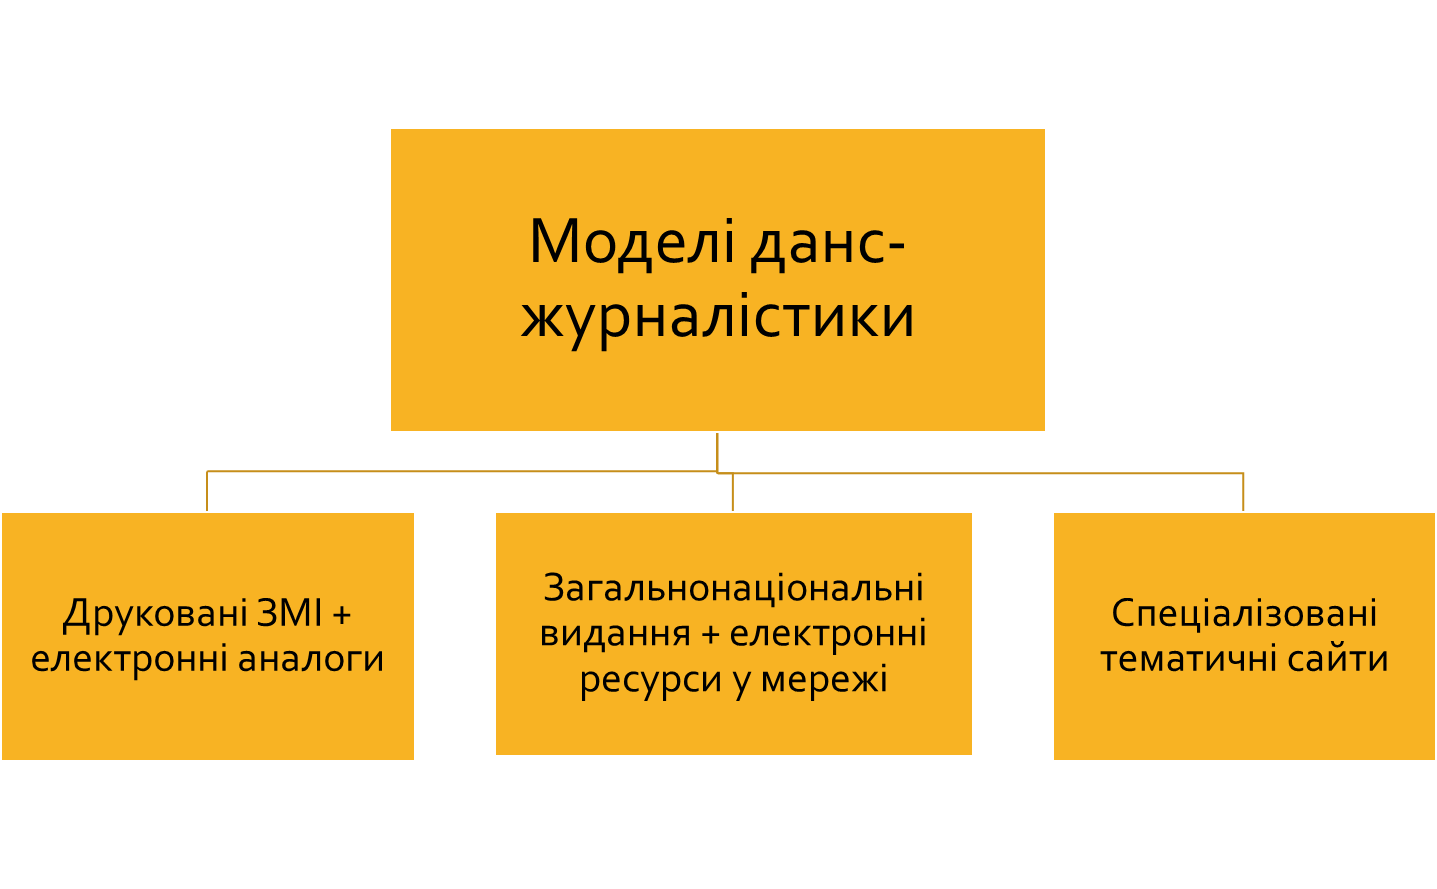 Моделі данс-
журналістики
Друковані ЗМІ +
електронні аналоги
Загальнонаціональні
видання + електронні
ресурси у мережі
Спеціалізовані
тематичні сайти